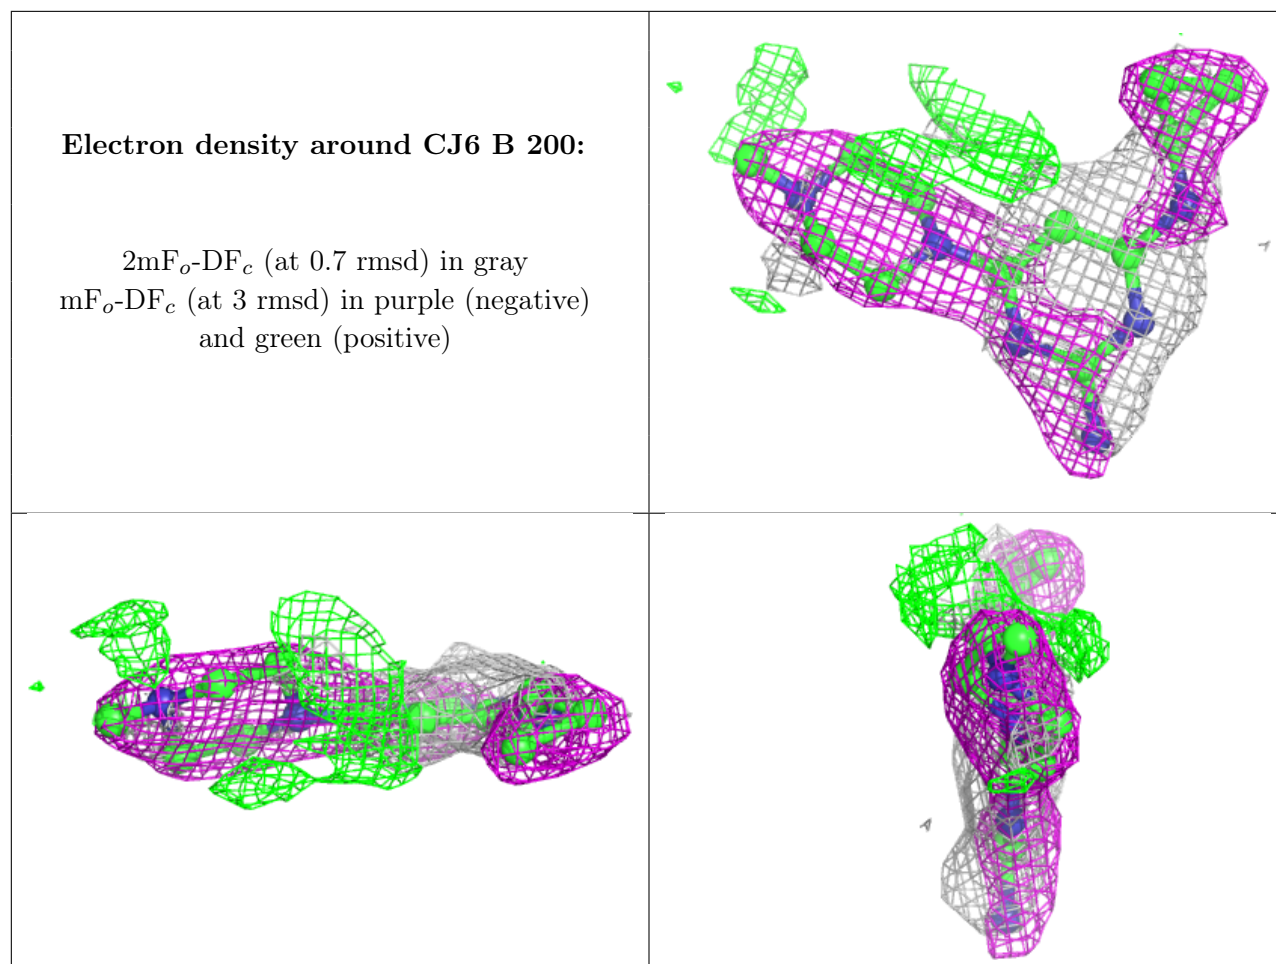 Electron density around CJ6 B 200:
2mFₒ-DF𝑐 (at 0.7 rmsd) in gray
mFₒ-DF𝑐 (at 3 rmsd) in purple (negative)
and green (positive)